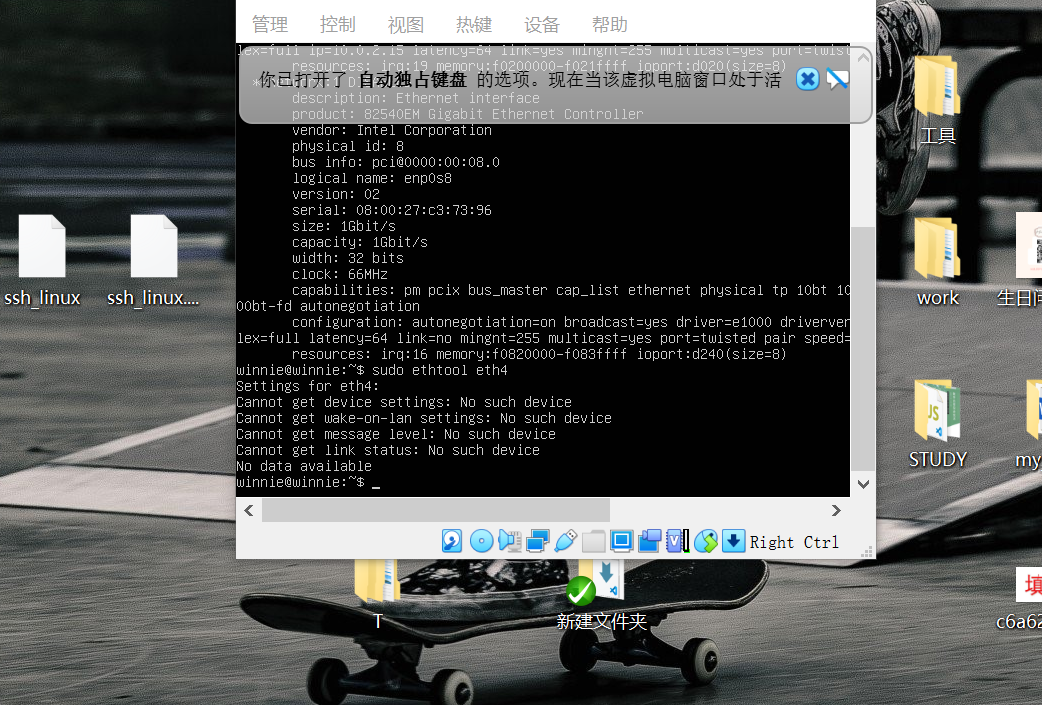 管理 控制 视图 热键 设备 帮助
lex=full ip=10.0.2.15 latency=64 link=yes mingnt=255 multicast=yes port=twist
resources: irq:19 memory:f0200000-f021ffff ioport:d020(size=8)
你已打开了 自动独占键盘 的选项。现在当该虚拟电脑窗口处于活
description: Ethernet interface
product: 82540EM Gigabit Ethernet Controller
vendor: Intel Corporation
physical id: 8
bus info: pci@0000:00:08.0
logical name: enp0s8
version: 02
serial: 08:00:27:c3:73:96
size: 1Gbit/s
capacity: 1Gbit/s
width: 32 bits
clock: 66MHz
capabilities: pm pcix bus_master cap_list ethernet physical tp 10bt 10
00bt-fd autonegotiation
configuration: autonegotiation=on broadcast=yes driver=e1000 driverver
lex=full latency=64 link=no mingnt=255 multicast=yes port=twisted pair speed=
resources: irq:16 memory:f0820000-f083ffff ioport:d240(size=8)
winnie@winnie:~$ sudo ethtool eth4
Settings for eth4:
Cannot get device settings: No such device
Cannot get wake-on-lan settings: No such device
Cannot get message level: No such device
Cannot get link status: No such device
No data available
winnie@winnie:~$ _
Right Ctrl
ssh_linux
ssh_linux....
工具
work
生日问
JS
STUDY
my
T
新建文件夹
填
c6a62